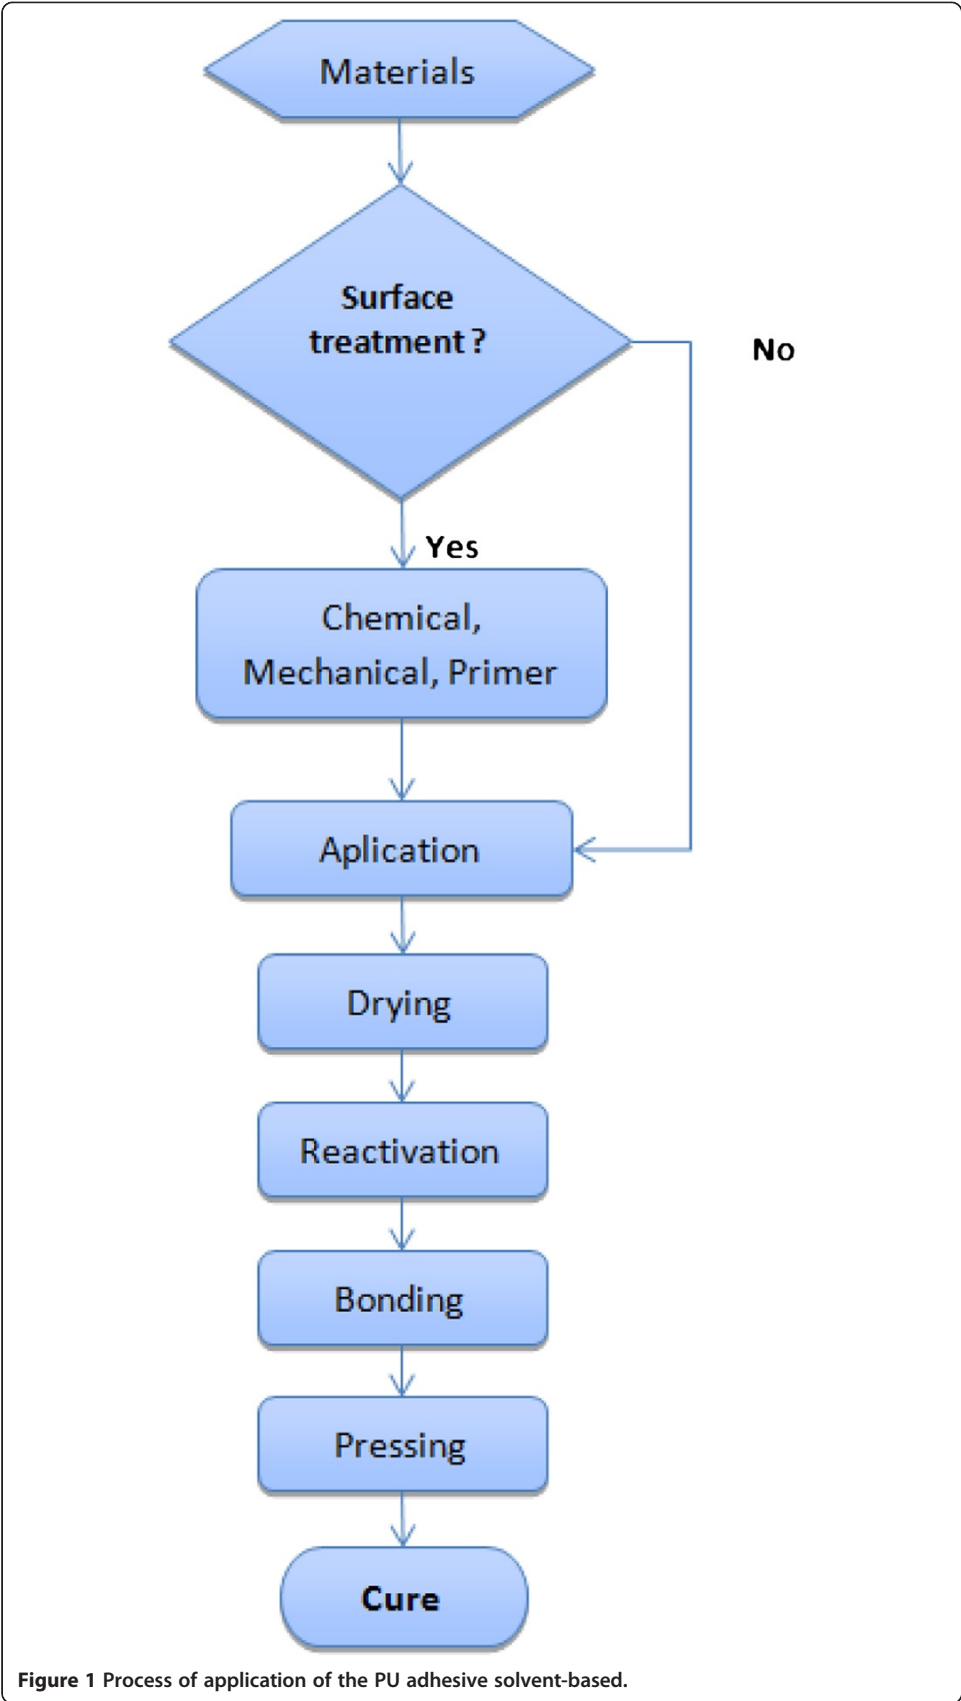 Materials
Surface
treatment ?
No
Yes
Chemical,
Mechanical, Primer
Aplication
Drying
Reactivation
Bonding
Pressing
Cure
Figure 1 Process of application of the PU adhesive solvent-based.